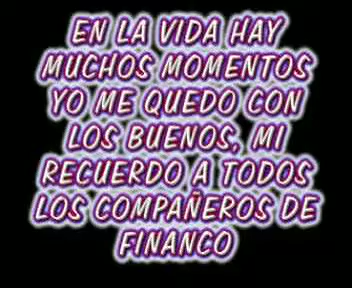 EN LA VIDA HAY
MUCHOS MOMENTOS
YO ME QUEDO CON
LOS BUENOS, MI
RECUERDO A TODOS
LOS COMPAÑEROS DE
FINANCO